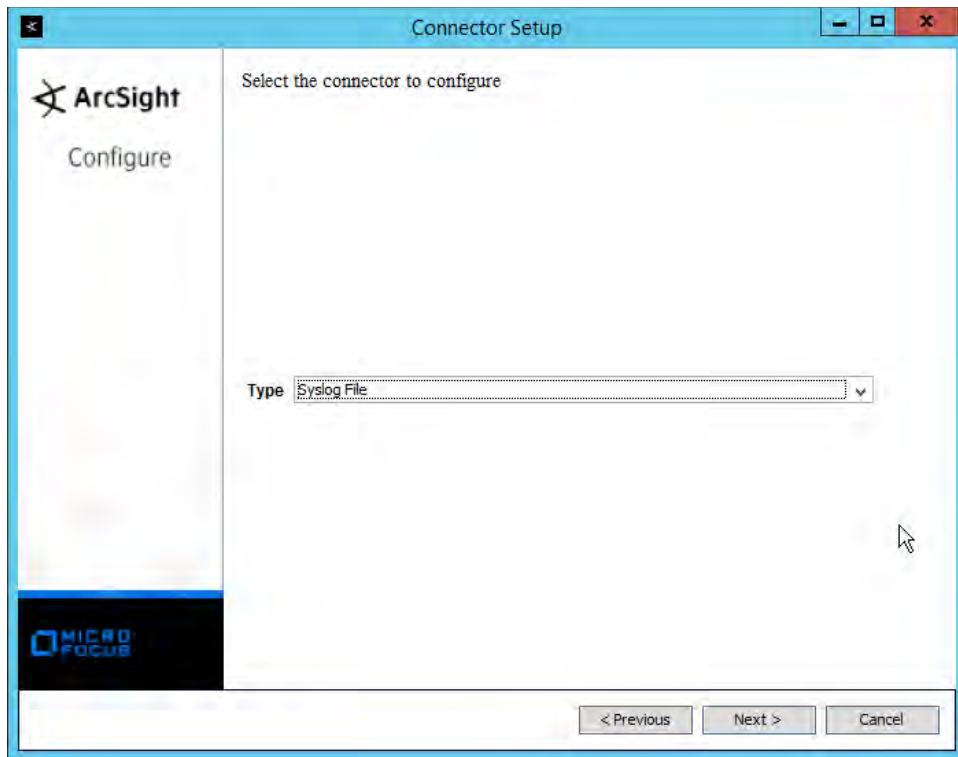 Connector Setup
ArcSight
Configure
Select the connector to configure
Type Syslog File
MICRO
FOCUS
< Previous Next > Cancel